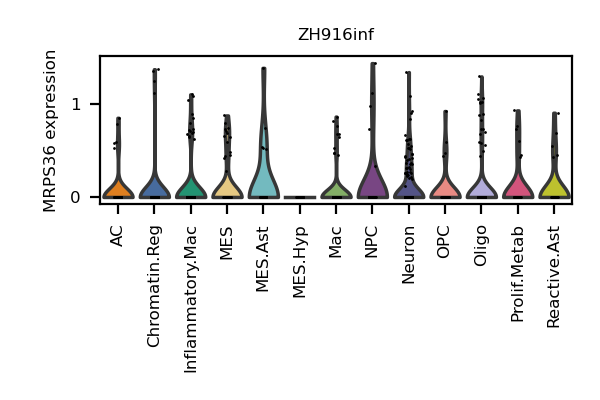 ZH916inf
MRPS36 expression
1
0
AC
Chromatin.Reg
Inflammatory.Mac
MES
MES.Ast
MES.Hyp
Mac
NPC
Neuron
OPC
Oligo
Prolif.Metab
Reactive.Ast